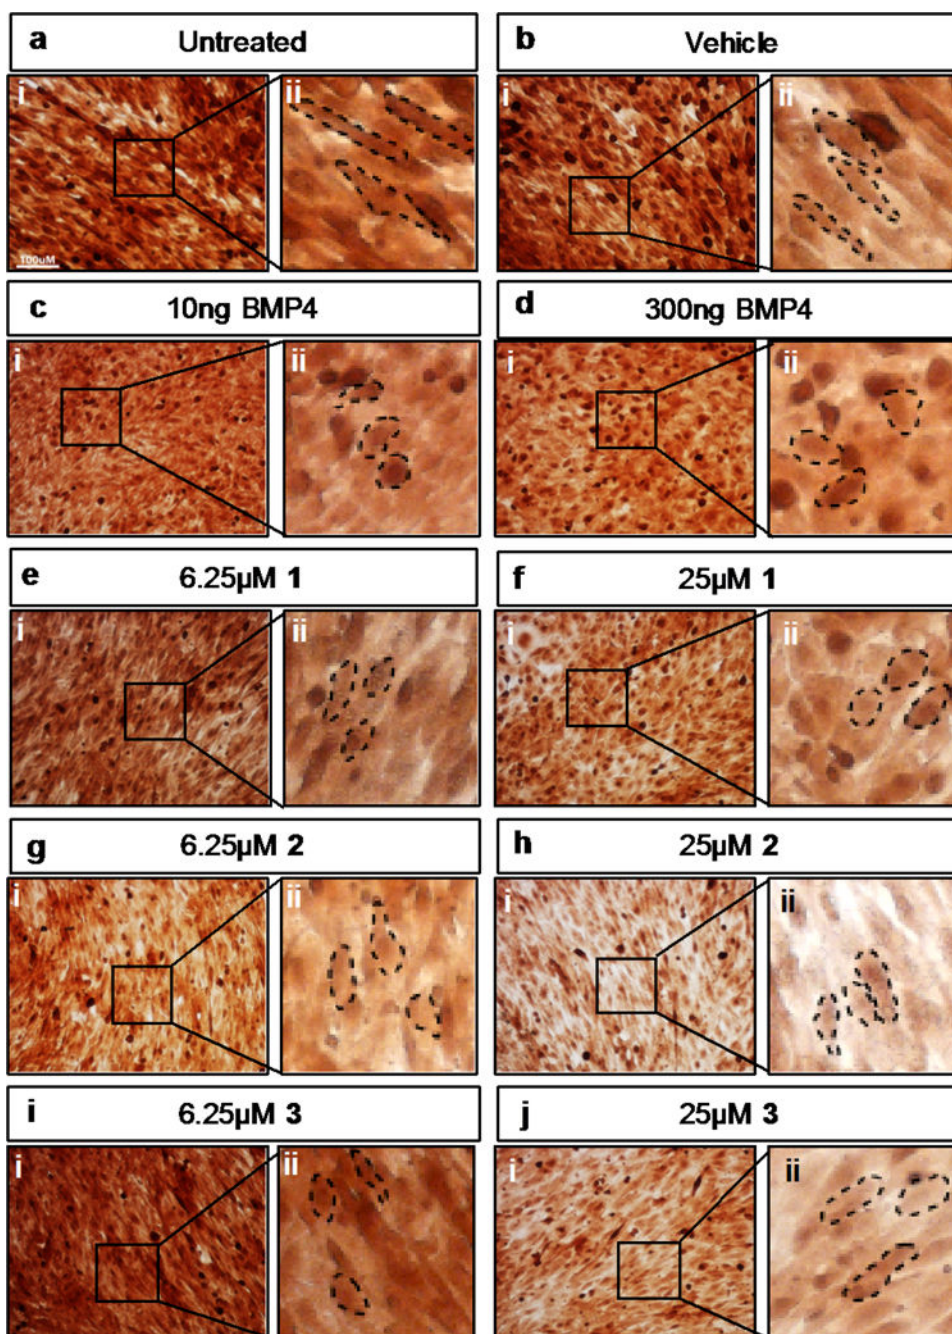 a Untreated
b Vehicle
i ii
i ii
100uM
c 10ng BMP4
d 300ng BMP4
i ii
i ii
e 6.25µM 1
f 25µM 1
i ii
i ii
g 6.25µM 2
h 25µM 2
i ii
i ii
i 6.25µM 3
j 25µM 3
i ii
i ii